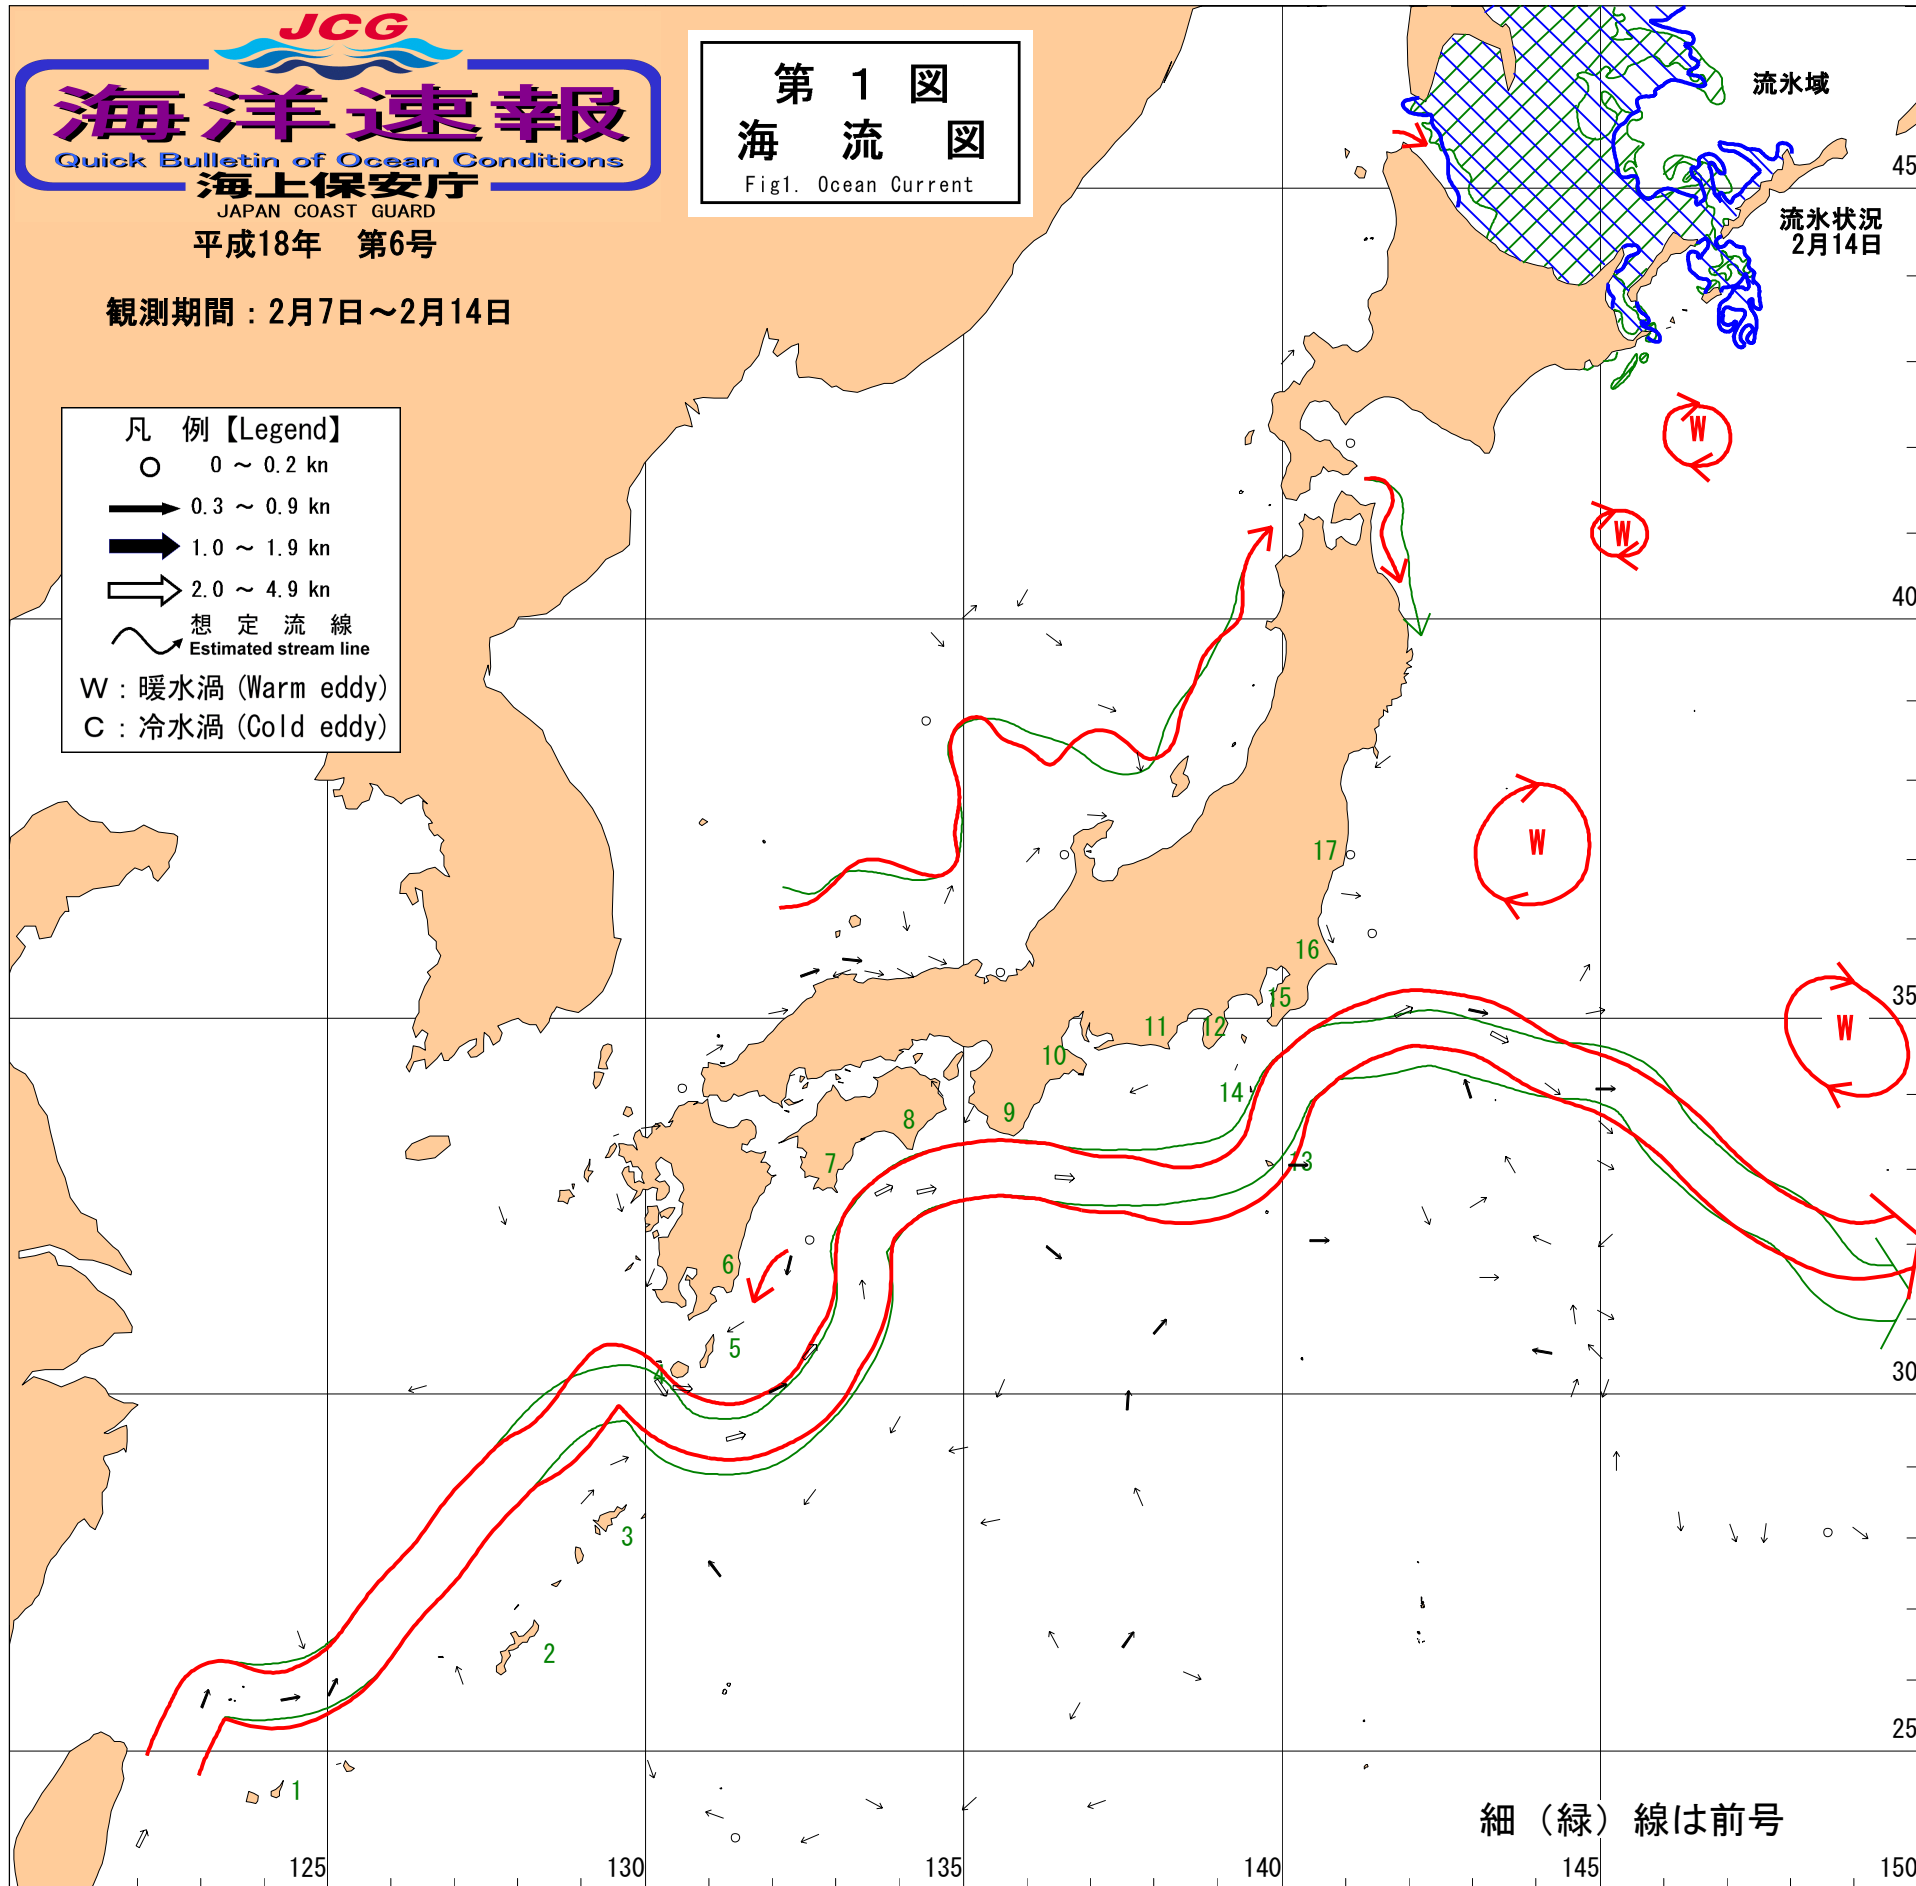 JCG
海洋速報
Quick Bulletin of Ocean Conditions
海上保安庁
JAPAN COAST GUARD
平成18年 第6号
観測期間：2月7日～2月14日
第 1 図
海 流 図
Fig1. Ocean Current
流氷域
45
流氷状況
2月14日
凡 例【Legend】
0 ～ 0.2 kn
0.3 ～ 0.9 kn
1.0 ～ 1.9 kn
2.0 ～ 4.9 kn
想 定 流 線
Estimated stream line
W：暖水渦 (Warm eddy)
C：冷水渦 (Cold eddy)
W
W
40
W
17
16
35
15
W
11
12
10
14
9
8
13
7
6
5
4
30
3
2
25
1
細（緑）線は前号
125
130
135
140
145
150